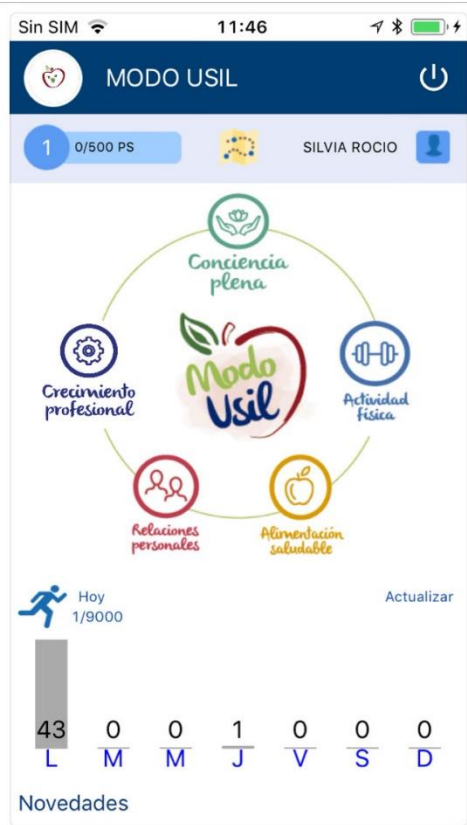 Sin SIM 11:46
MODO USIL
1 0/500 PS SILVIA ROCIO
Conciencia
plena
Crecimiento
profesional
Modo
Usil
Actividad
física
Relaciones
personales
Alimentación
saludable
Hoy
1/9000
Actualizar
43 0 0 1 0 0 0
L M M J V S D
Novedades